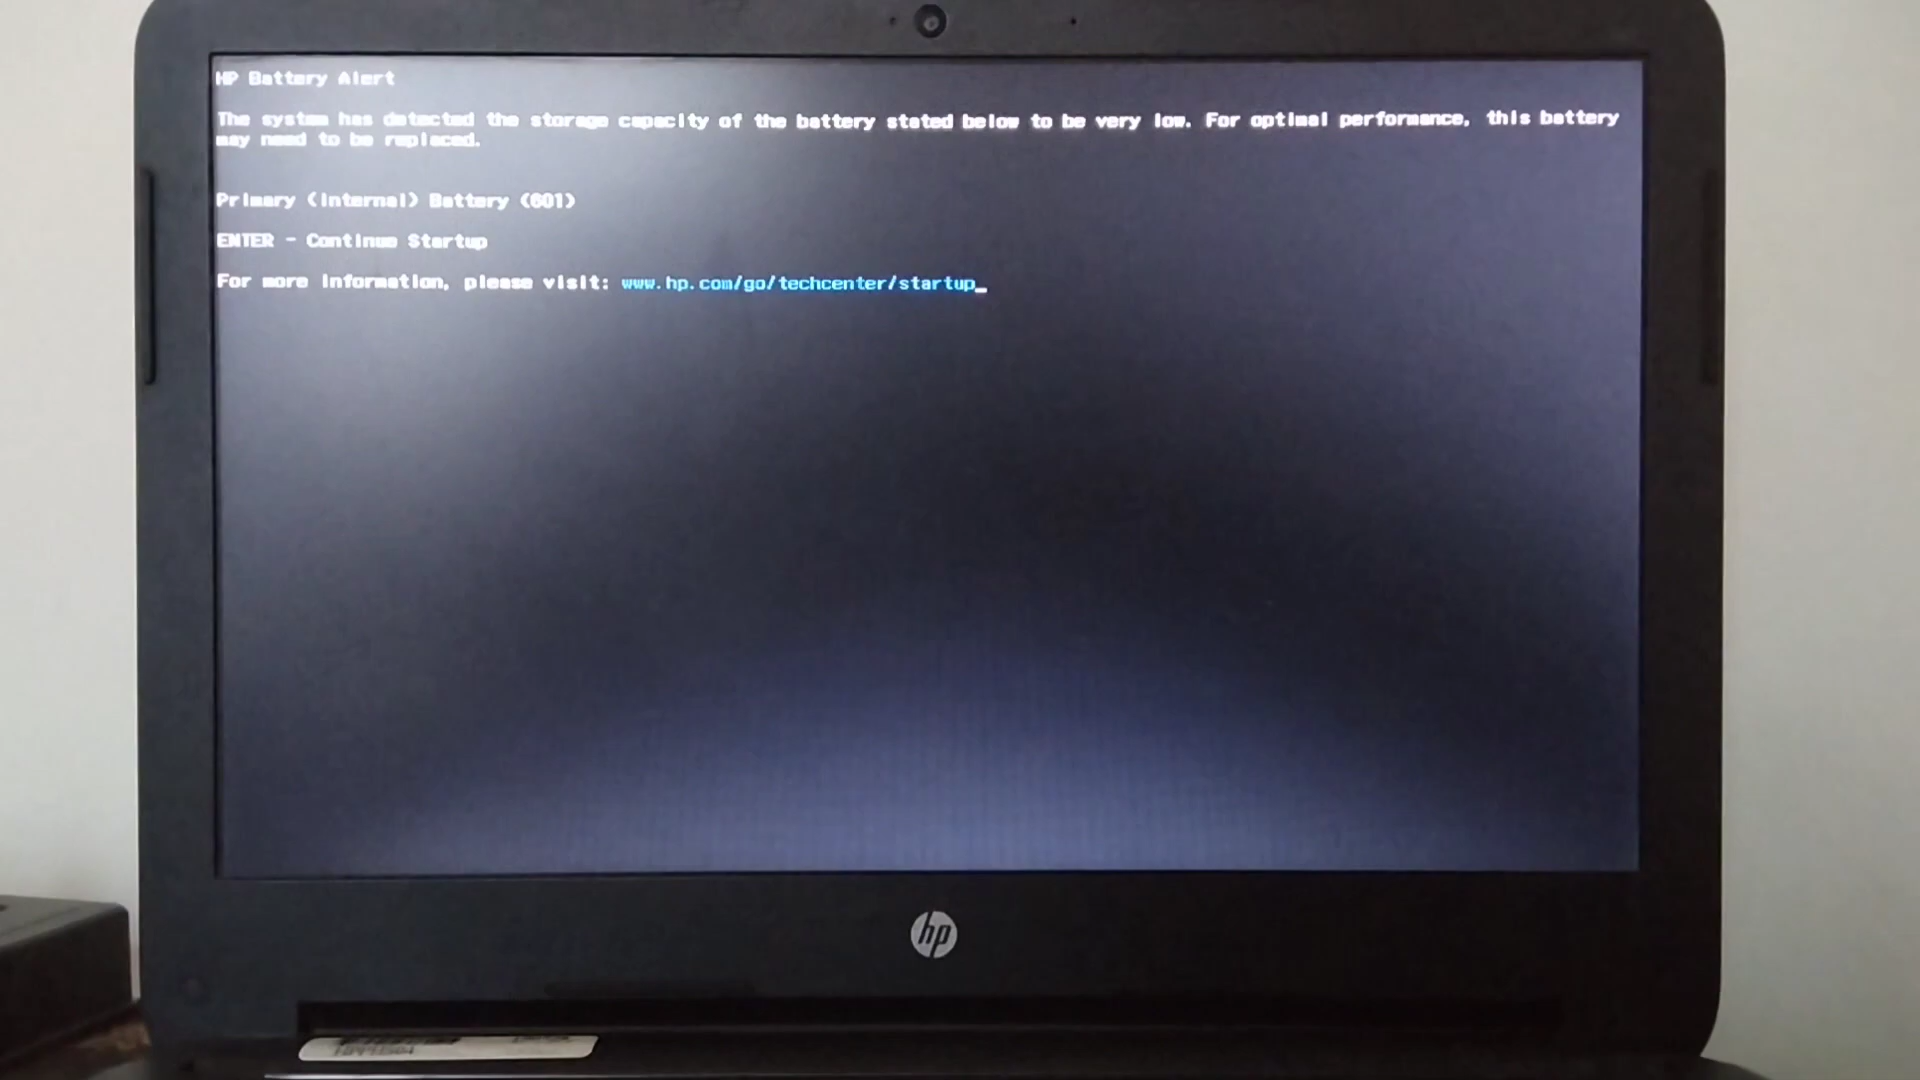 HP Battery Alert
The system has detected the storage capacity of the battery stated below to be very low. For optimal performance, this battery
may need to be replaced.
Primary (internal) Battery (601)
ENTER - Continue Startup
For more information, please visit: www.hp.com/go/techcenter/startup_
hp